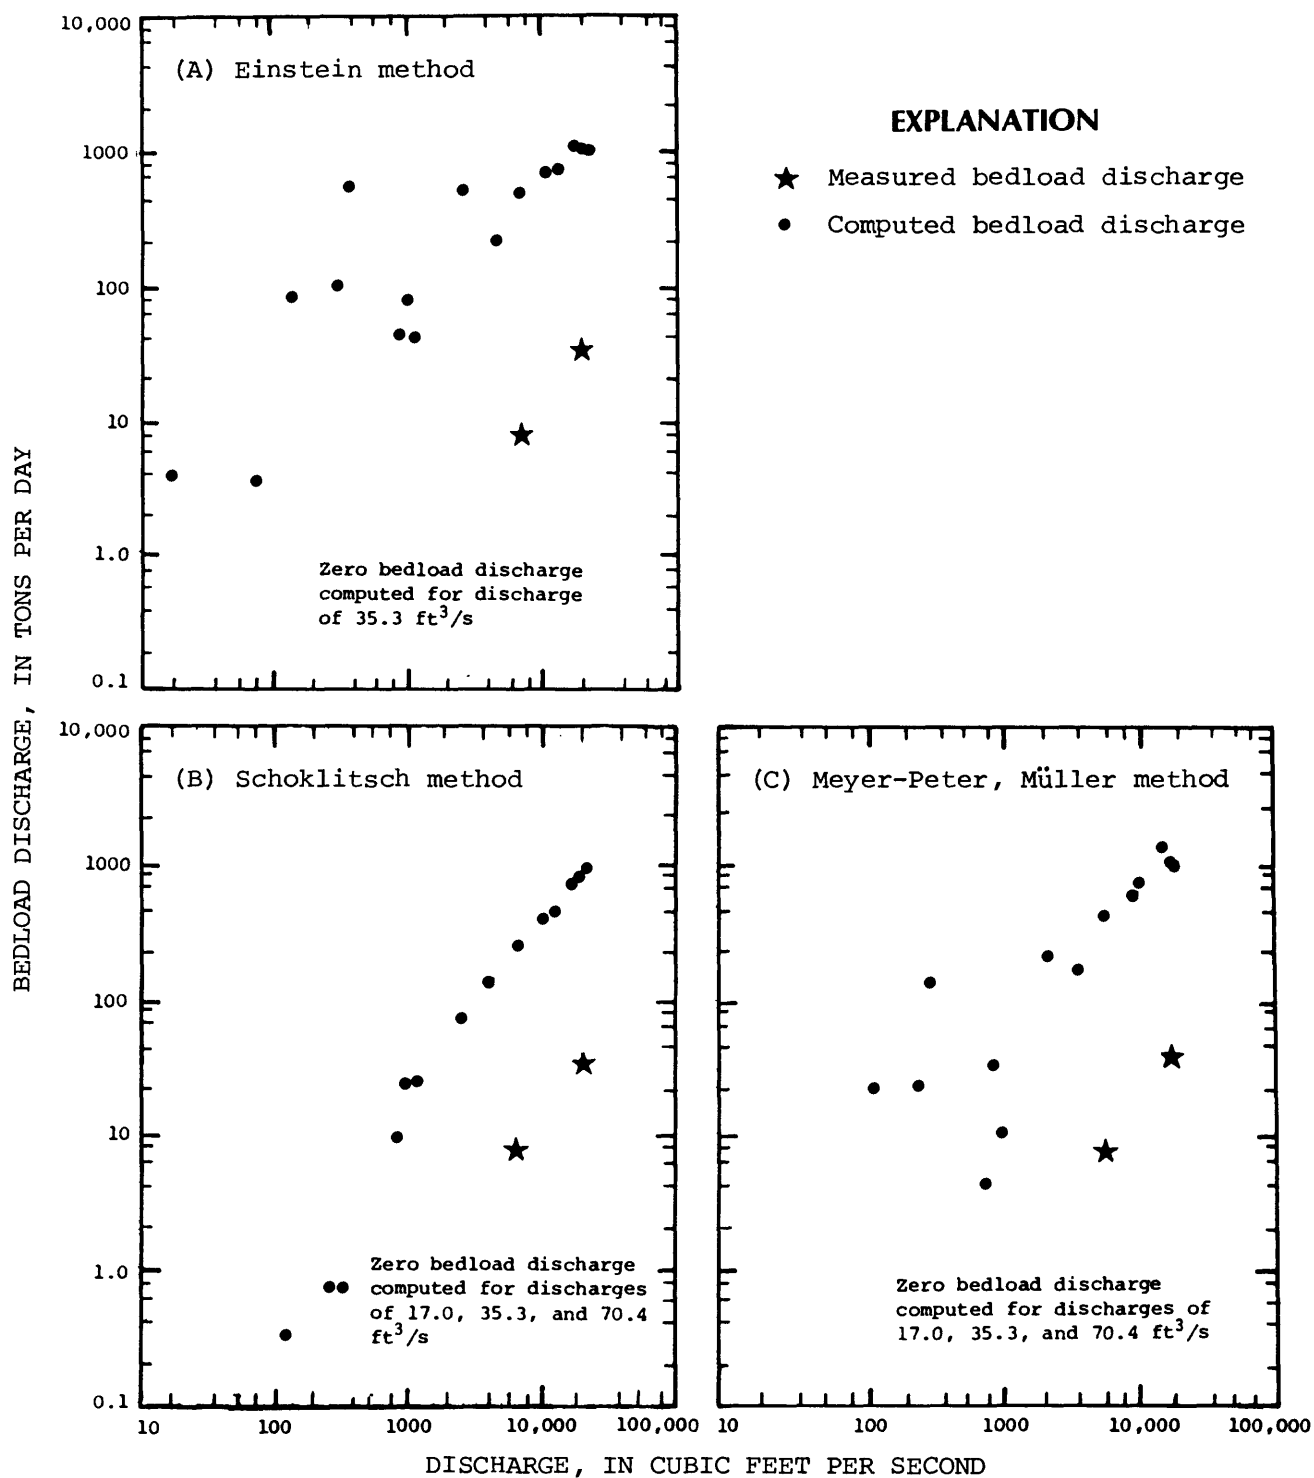 10,000
(A) Einstein method
1000
100
10
1.0
0.1
Zero bedload discharge
computed for discharge
of 35.3 ft³/s
EXPLANATION
★ Measured bedload discharge
● Computed bedload discharge
BEDLOAD DISCHARGE, IN TONS PER DAY
10,000
(B) Schoklitsch method
1000
100
10
1.0
0.1
Zero bedload discharge
computed for discharges
of 17.0, 35.3, and 70.4
ft³/s
10 100 1000 10,000 100,000
(C) Meyer-Peter, Müller method
Zero bedload discharge
computed for discharges of
17.0, 35.3, and 70.4 ft³/s
10 100 1000 10,000 100,000
DISCHARGE, IN CUBIC FEET PER SECOND